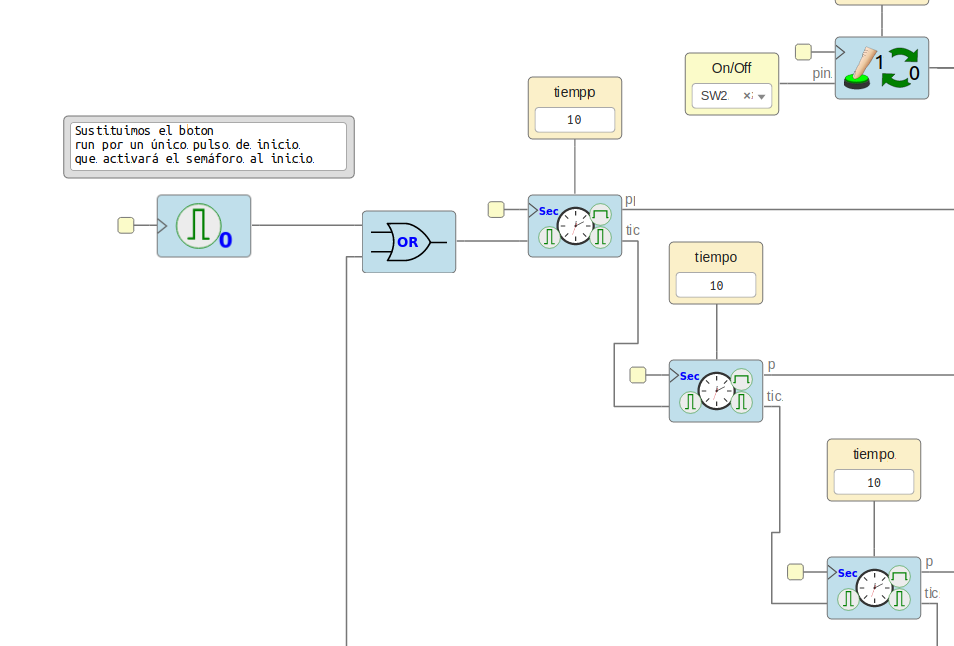 On/Off
pin
SW2
1
0
tiempp
10
Sustituimos el boton
run por un único pulso de inicio
que activará el semáforo al inicio.
0
OR
Sec
p
tic
tiempo
10
Sec
p
tic
tiempo
10
Sec
p
tic